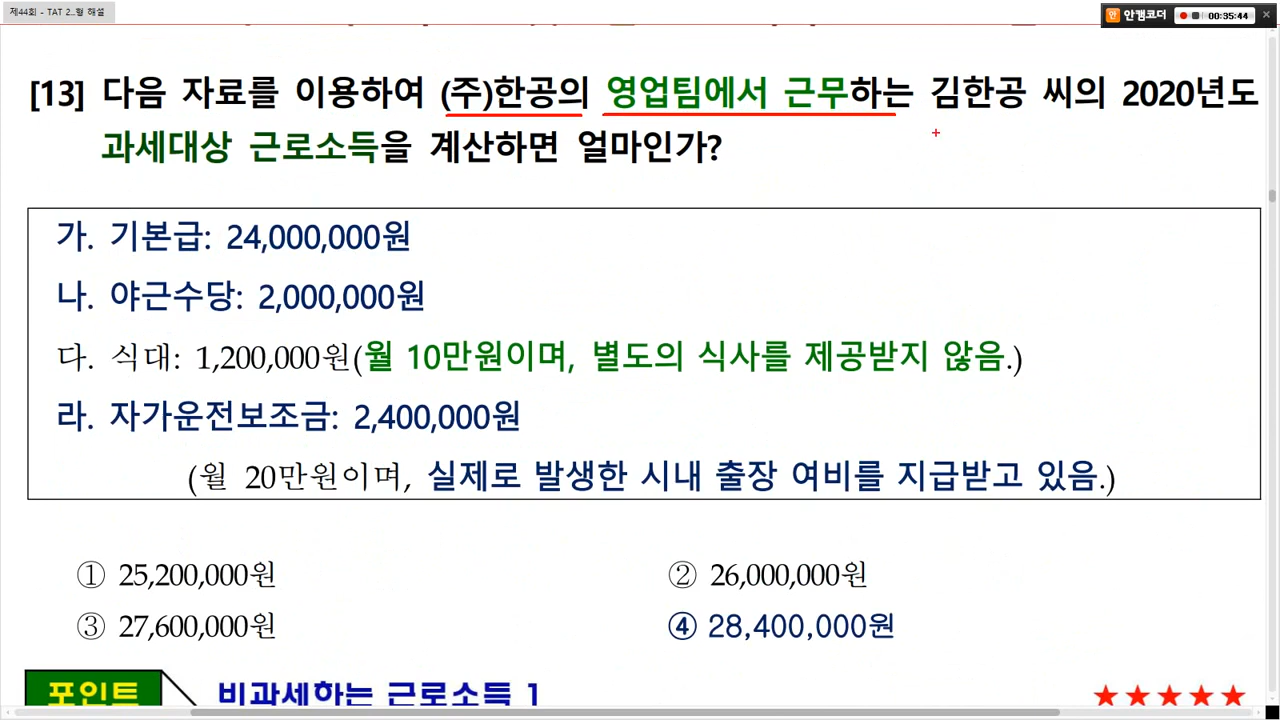 제44회 - TAT 2..형 해설
안캠코더 00:35:44
[13] 다음 자료를 이용하여 (주)한공의 영업팀에서 근무하는 김한공 씨의 2020년도
과세대상 근로소득을 계산하면 얼마인가?
가. 기본급: 24,000,000원
나. 야근수당: 2,000,000원
다. 식대: 1,200,000원(월 10만원이며, 별도의 식사를 제공받지 않음.)
라. 자가운전보조금: 2,400,000원
(월 20만원이며, 실제로 발생한 시내 출장 여비를 지급받고 있음.)
① 25,200,000원 ② 26,000,000원
③ 27,600,000원 ④ 28,400,000원
포인트 비과세하는 근로소득 1 ★★★★★